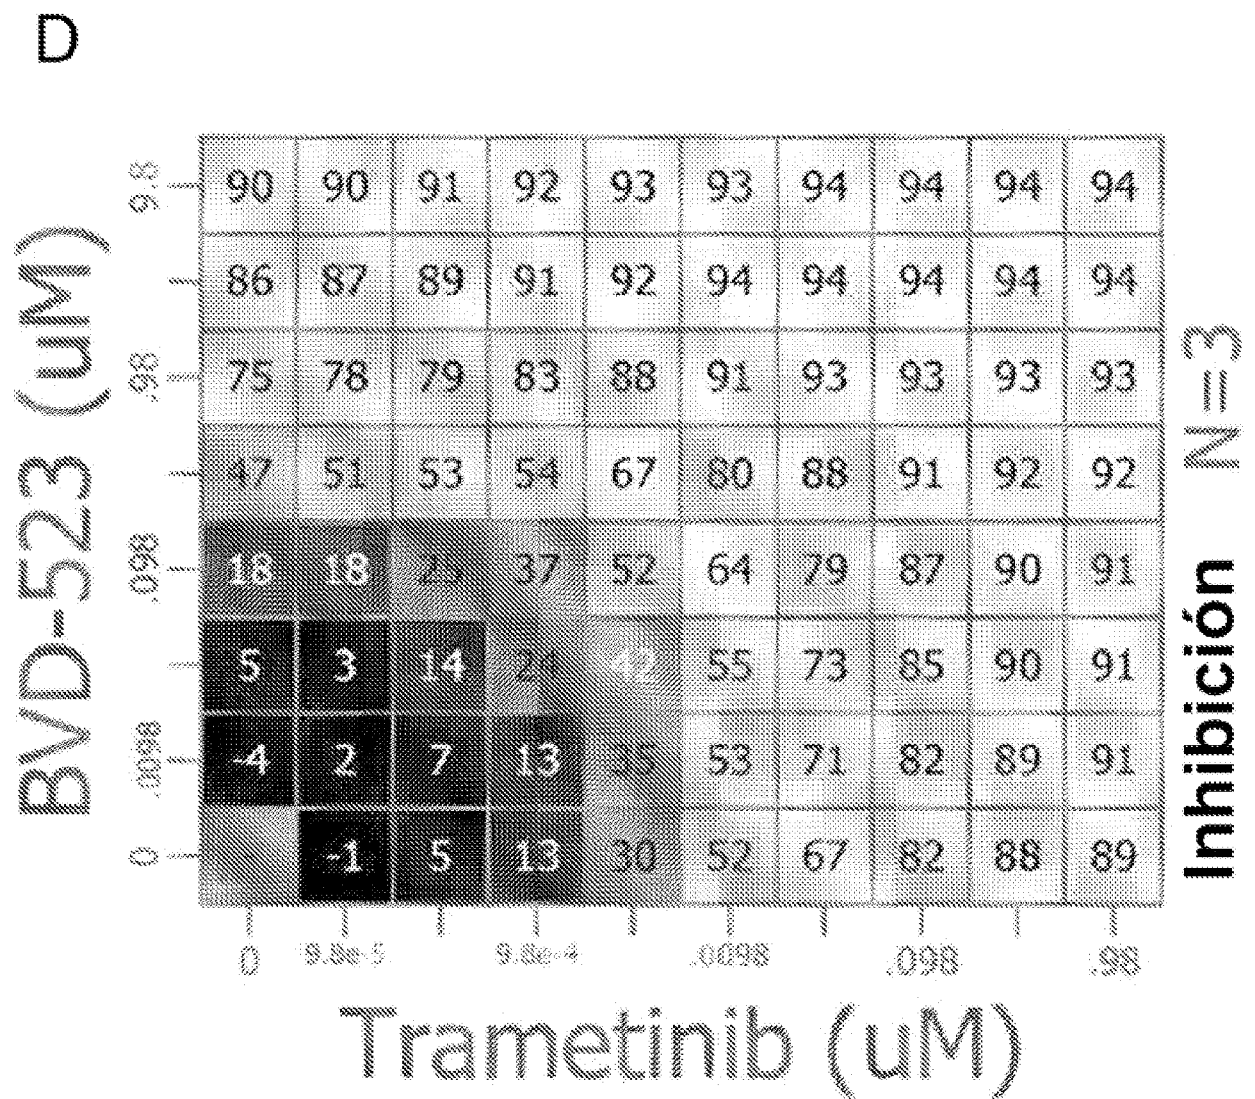 D
BVD-523 (uM)
9.8 90 90 91 92 93 93 94 94 94 94
86 87 89 91 92 94 94 94 94 94
.98 75 78 79 83 88 91 93 93 93 93
47 51 53 54 67 80 88 91 92 92
.098 18 18 25 37 52 64 79 87 90 91
5 3 14 24 42 55 73 85 90 91
.0098 -4 2 7 13 35 53 71 82 89 91
0 -1 5 13 30 52 67 82 88 89
0 9.8e-5 9.8e-4 .0098 .098 .98
Trametinib (uM)
Inhibición N=3